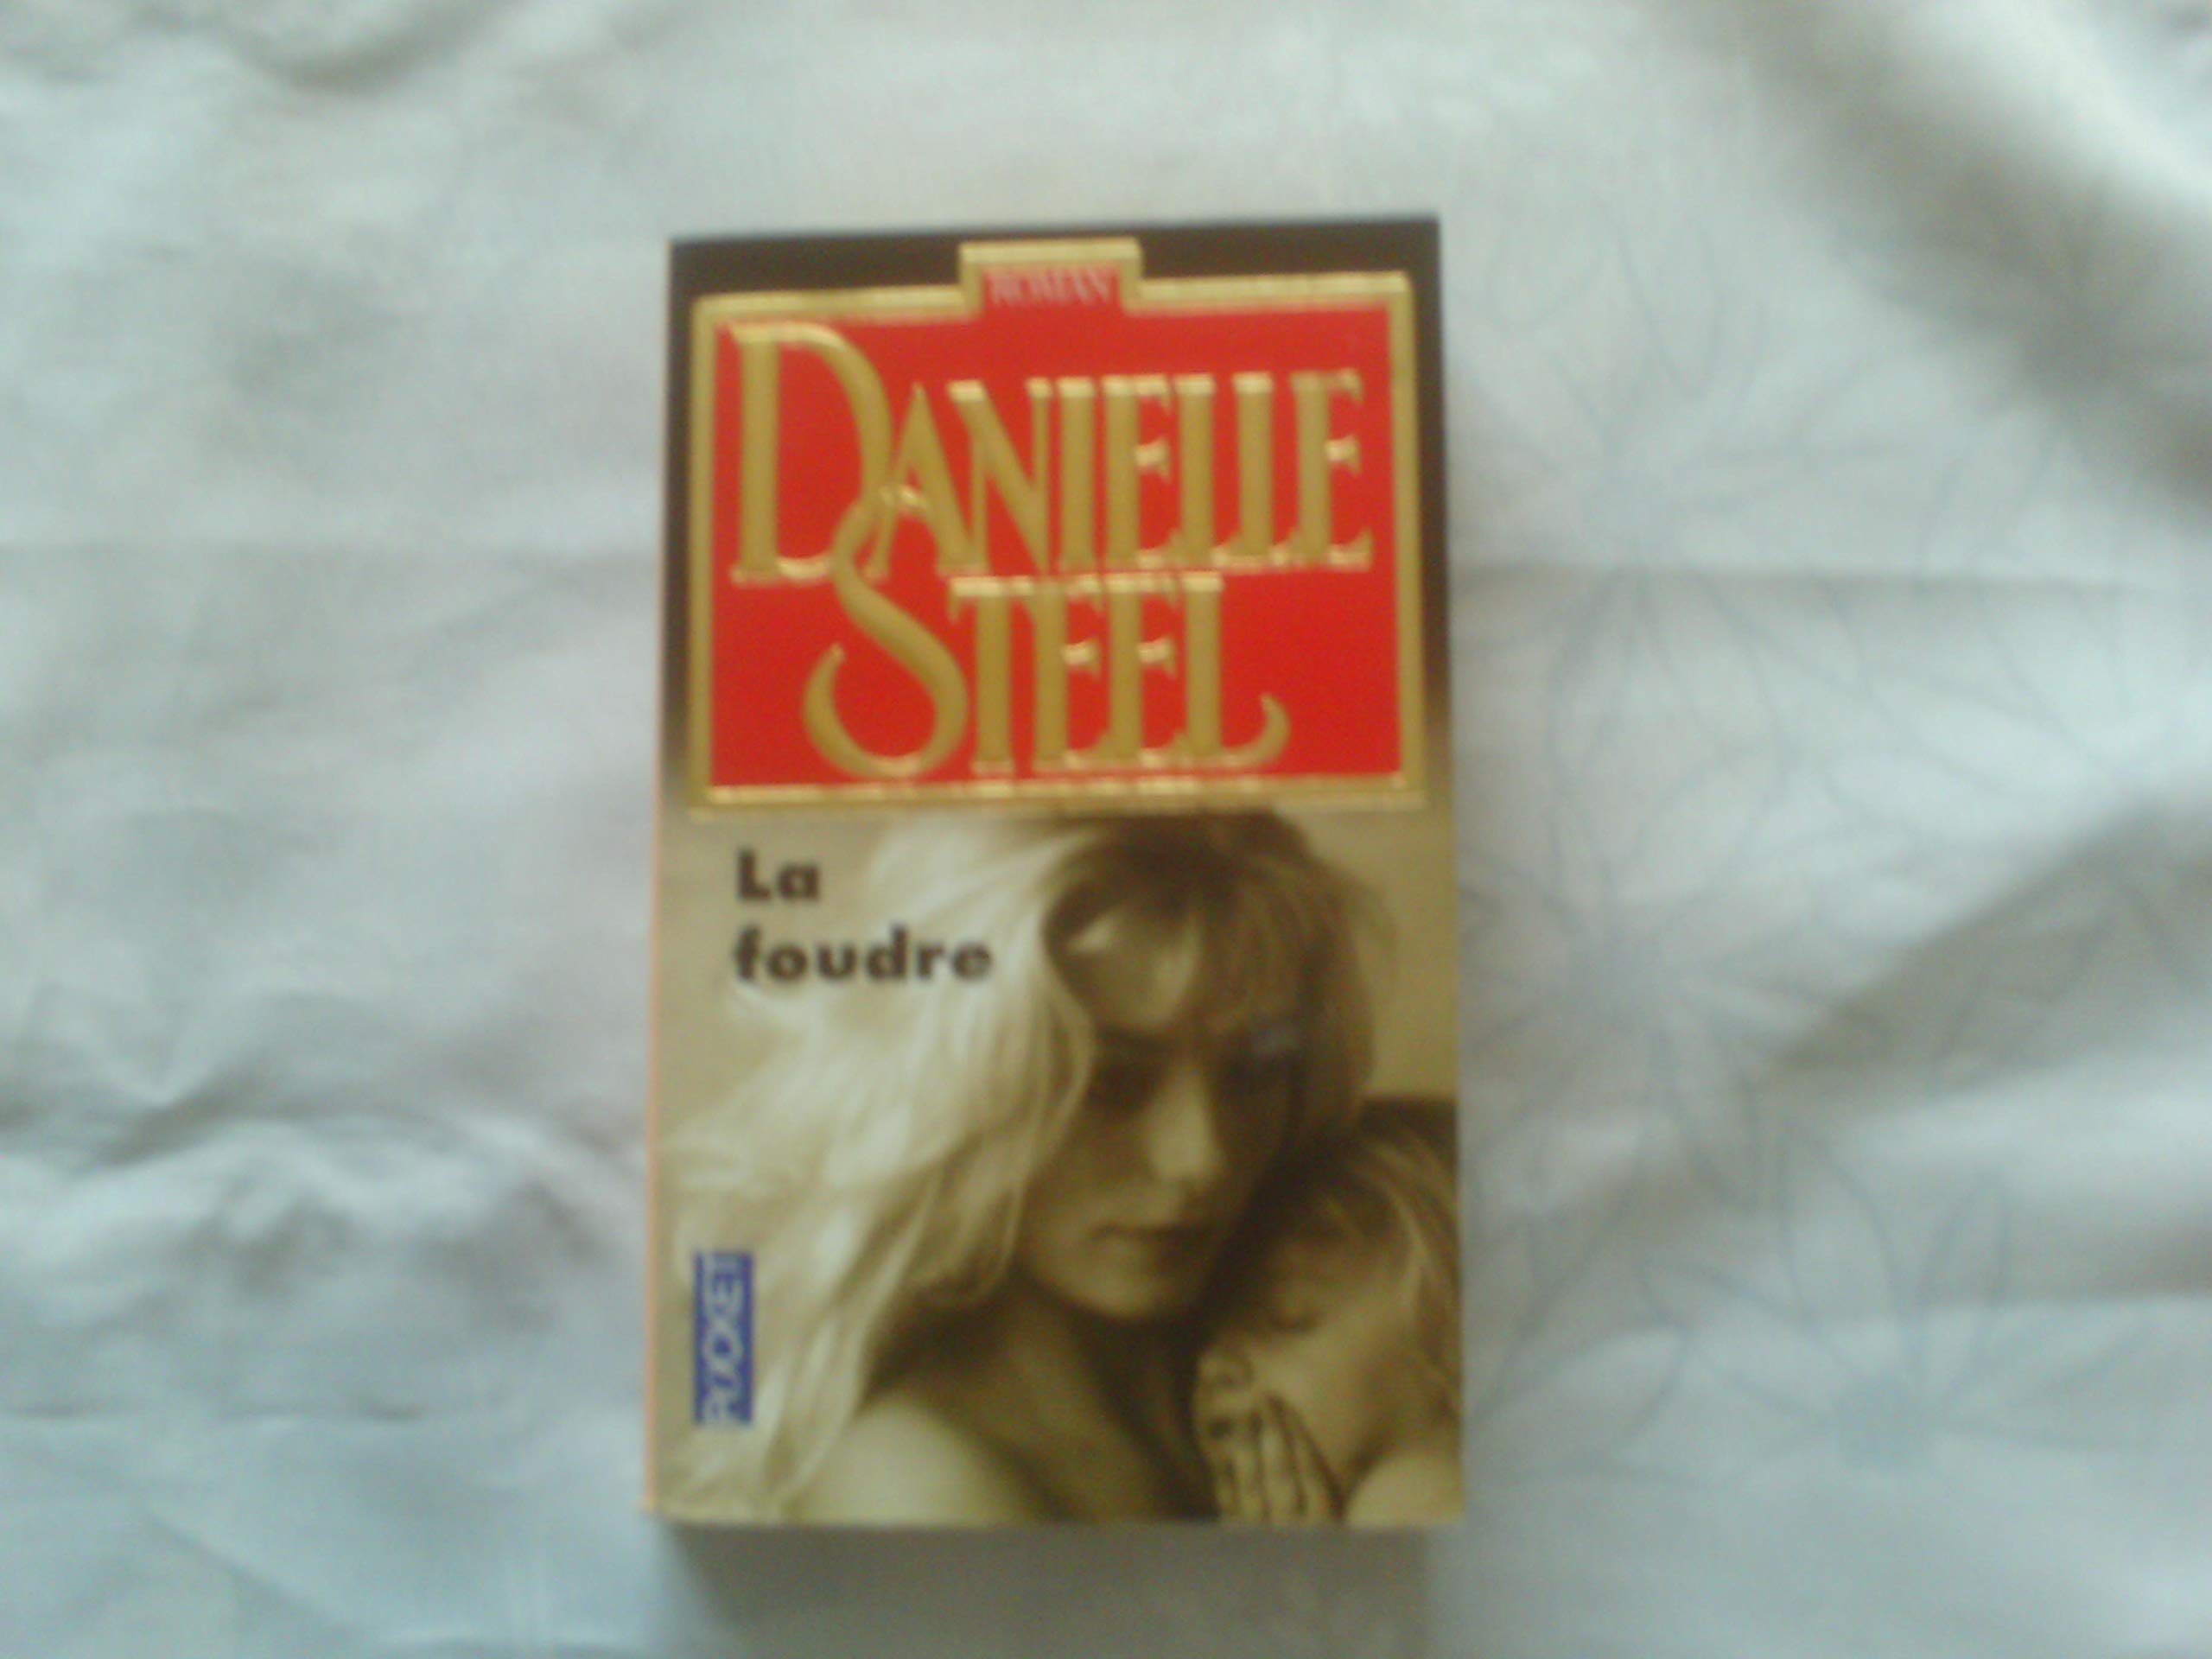 ROMAN
DANIELLE
STEEL
La
foudre
POCKET